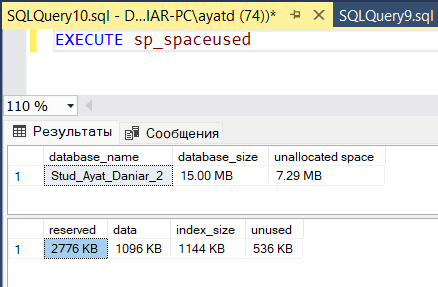 SQLQuery10.sql - D...IAR-PC\ayatd (74))* SQLQuery9.sql
EXECUTE sp_spaceused
110 %
Результаты Сообщения
database_name database_size unallocated space
1 Stud_Ayat_Daniar_2 15.00 MB 7.29 MB
reserved data index_size unused
1 2776 KB 1096 KB 1144 KB 536 KB